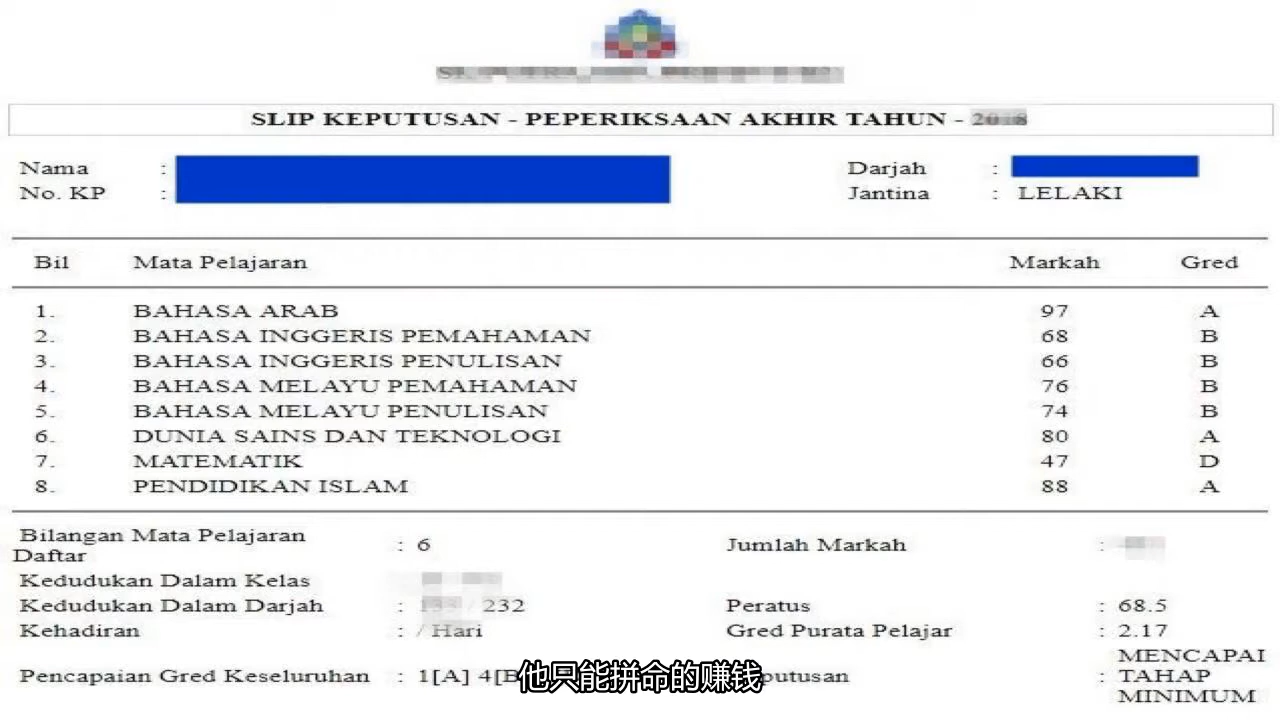 SLIP KEPUTUSAN - PEPERIKSAAN AKHIR TAHUN -
Nama :
Darjah :
No. KP :
Jantina : LELAKI
Bil Mata Pelajaran Markah Gred
1. BAHASA ARAB 97 A
2. BAHASA INGGERIS PEMAHAMAN 68 B
3. BAHASA INGGERIS PENULISAN 66 B
4. BAHASA MELAYU PEMAHAMAN 76 B
5. BAHASA MELAYU PENULISAN 74 B
6. DUNIA SAINS DAN TEKNOLOGI 80 A
7. MATEMATIK 47 D
8. PENDIDIKAN ISLAM 88 A
Bilangan Mata Pelajaran
Daftar : 6
Jumlah Markah :
Kedudukan Dalam Kelas
Kedudukan Dalam Darjah : / 232
Peratus : 68.5
Kehadiran : / Hari
Gred Purata Pelajar : 2.17
Pencapaian Gred Keseluruhan : 1[A] 4[B
: MENCAPAI
TAHAP
MINIMUM
他只能拼命的赚钱